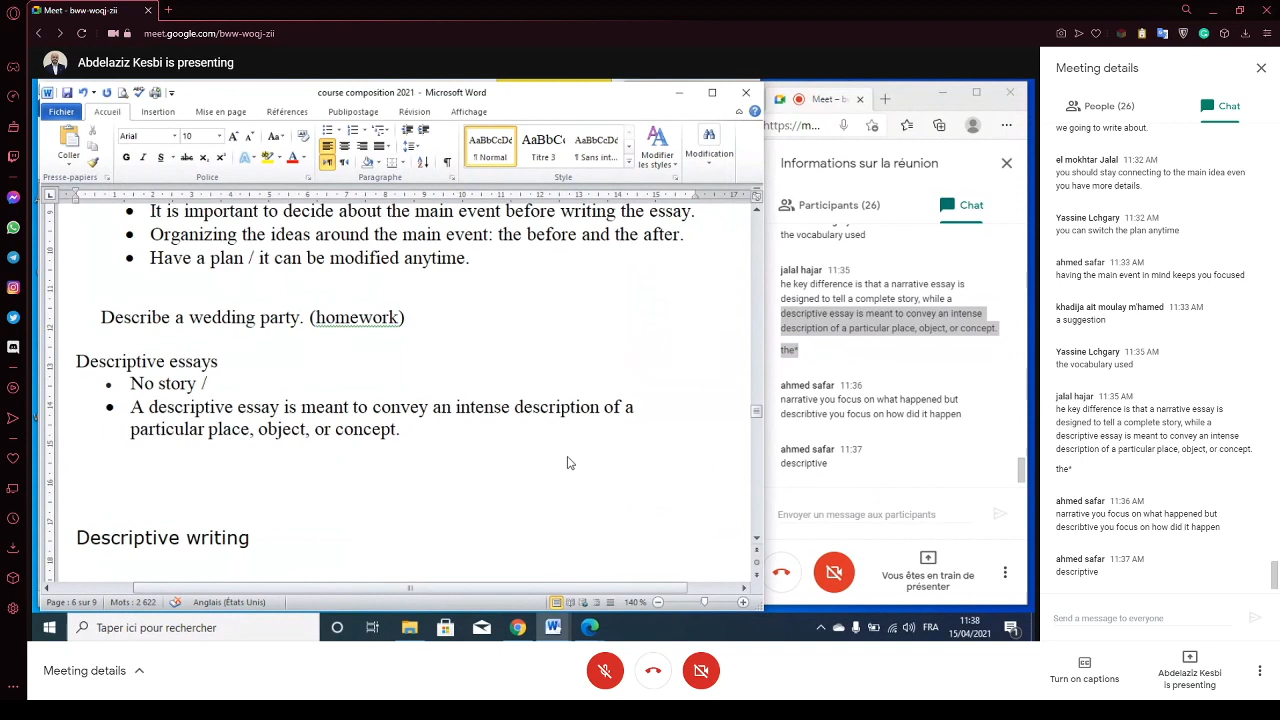 Meet - bww-woqj-zii
meet.google.com/bww-woqj-zii
Abdelaziz Kesbi is presenting
course composition 2021 - Microsoft Word
Fichier
Accueil
Insertion
Mise en page
Références
Publipostage
Révision
Affichage
Coller
Arial
10
AaBbCcDc
AaBbCc
AaBbCcDc
¶ Normal
Titre 3
¶ Sans int...
Modifier
les styles
Modification
Presse-papiers
Police
Paragraphe
Style
• It is important to decide about the main event before writing the essay.
• Organizing the ideas around the main event: the before and the after.
• Have a plan / it can be modified anytime.
Describe a wedding party. (homework)
Descriptive essays
• No story /
• A descriptive essay is meant to convey an intense description of a
particular place, object, or concept.
Descriptive writing
Page : 6 sur 9
Mots : 2 622
Anglais (États Unis)
140 %
Meet – b
https://m...
Informations sur la réunion
Participants (26)
Chat
the vocabulary used
jalal hajar 11:35
he key difference is that a narrative essay is
designed to tell a complete story, while a
descriptive essay is meant to convey an intense
description of a particular place, object, or concept.
the*
ahmed safar 11:36
narrative you focus on what happened but
describtive you focus on how did it happen
ahmed safar 11:37
descriptive
Envoyer un message aux participants
Vous êtes en train de
présenter
Taper ici pour rechercher
FRA
11:38
15/04/2021
1
Meeting details
People (26)
Chat
we going to write about.
el mokhtar Jalal 11:32 AM
you should stay connecting to the main idea even
you have more details.
Yassine Lchgary 11:32 AM
you can switch the plan anytime
ahmed safar 11:33 AM
having the main event in mind keeps you focused
khadija ait moulay m'hamed 11:33 AM
a suggestion
Yassine Lchgary 11:35 AM
the vocabulary used
jalal hajar 11:35 AM
he key difference is that a narrative essay is
designed to tell a complete story, while a
descriptive essay is meant to convey an intense
description of a particular place, object, or concept.
the*
ahmed safar 11:36 AM
narrative you focus on what happened but
describtive you focus on how did it happen
ahmed safar 11:37 AM
descriptive
Send a message to everyone
Meeting details
Turn on captions
Abdelaziz Kesbi
is presenting